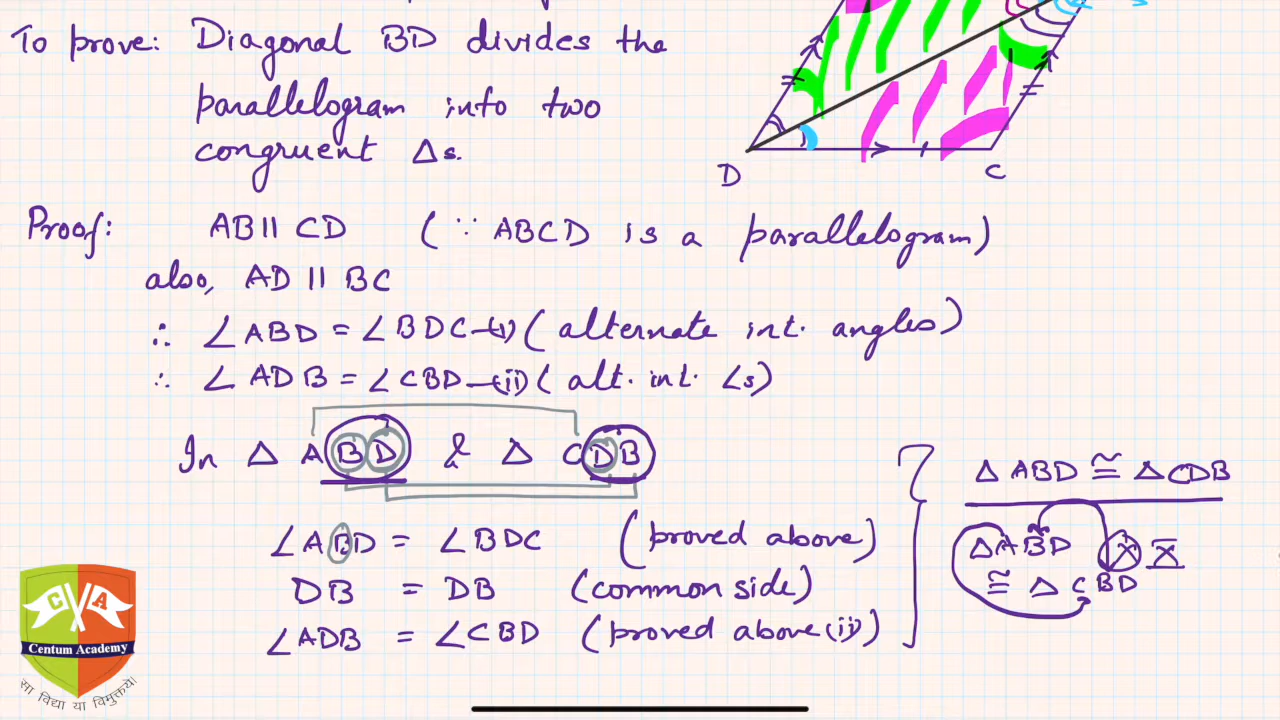 To prove: Diagonal BD divides the
parallelogram into two
congruent Δs.
D
C
Proof: AB || CD (∵ ABCD is a parallelogram)
also, AD || BC
∴ ∠ABD = ∠BDC —(i) (alternate int. angles)
∴ ∠ADB = ∠CBD —(ii) (alt. int. ∠s)
In Δ ABD & Δ CDB
∠ABD = ∠BDC (proved above)
DB = DB (common side)
∠ADB = ∠CBD (proved above (ii))
Δ ABD ≅ Δ CDB
ΔABD
≅ Δ CBD
C A
Centum Academy
सा विद्या या विमुक्तये।